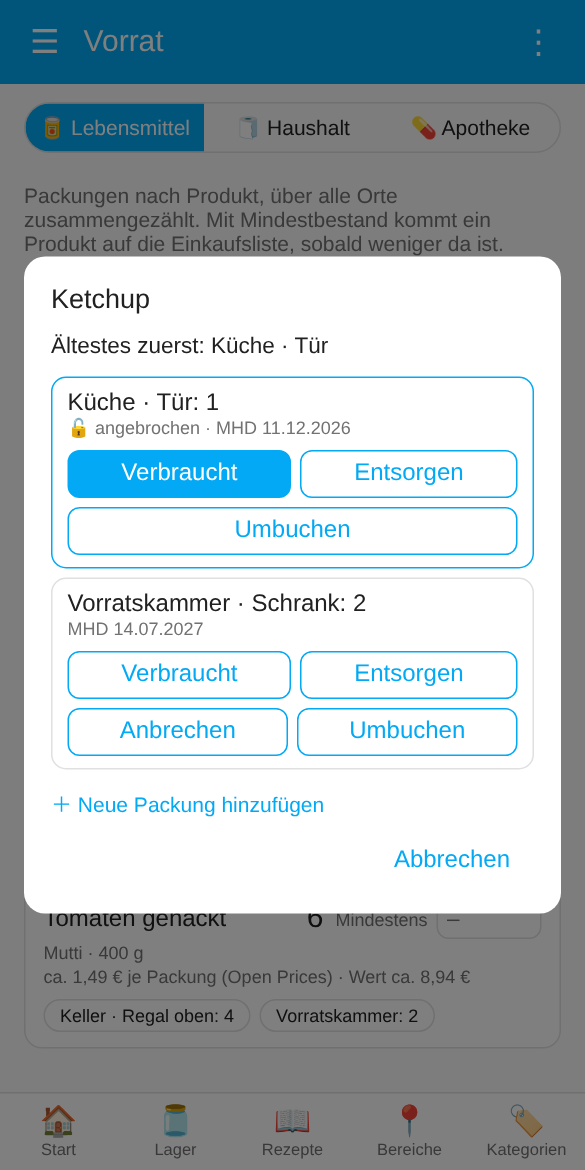 ☰ Vorrat ⋮
🥫 Lebensmittel 🧻 Haushalt 💊 Apotheke
Packungen nach Produkt, über alle Orte
zusammengezählt. Mit Mindestbestand kommt ein
Produkt auf die Einkaufsliste, sobald weniger da ist.
Ketchup
Ältestes zuerst: Küche · Tür
Küche · Tür: 1
🔓 angebrochen · MHD 11.12.2026
Verbraucht Entsorgen
Umbuchen
Vorratskammer · Schrank: 2
MHD 14.07.2027
Verbraucht Entsorgen
Anbrechen Umbuchen
+ Neue Packung hinzufügen
Abbrechen
Tomaten gehackt 6 Mindestens –
Mutti · 400 g
ca. 1,49 € je Packung (Open Prices) · Wert ca. 8,94 €
Keller · Regal oben: 4 Vorratskammer: 2
Start Lager Rezepte Bereiche Kategorien